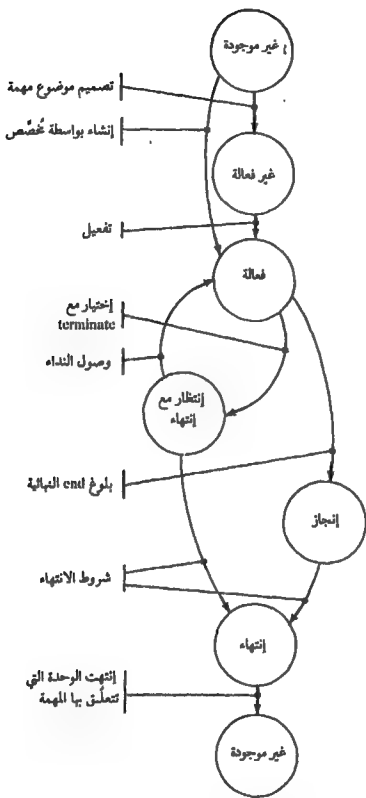 غير موجودة
تصميم موضوع مهمة
إنشاء بواسطة مُخصِّص
غير فعالة
تفعيل
فعالة
إختيار مع
terminate
وصول النداء
إنتظار مع
إنتهاء
بلوغ end النهائية
إنجاز
شروط الانتهاء
إنتهاء
إنتهت الوحدة التي
تتعلّق بها المهمة
غير موجودة